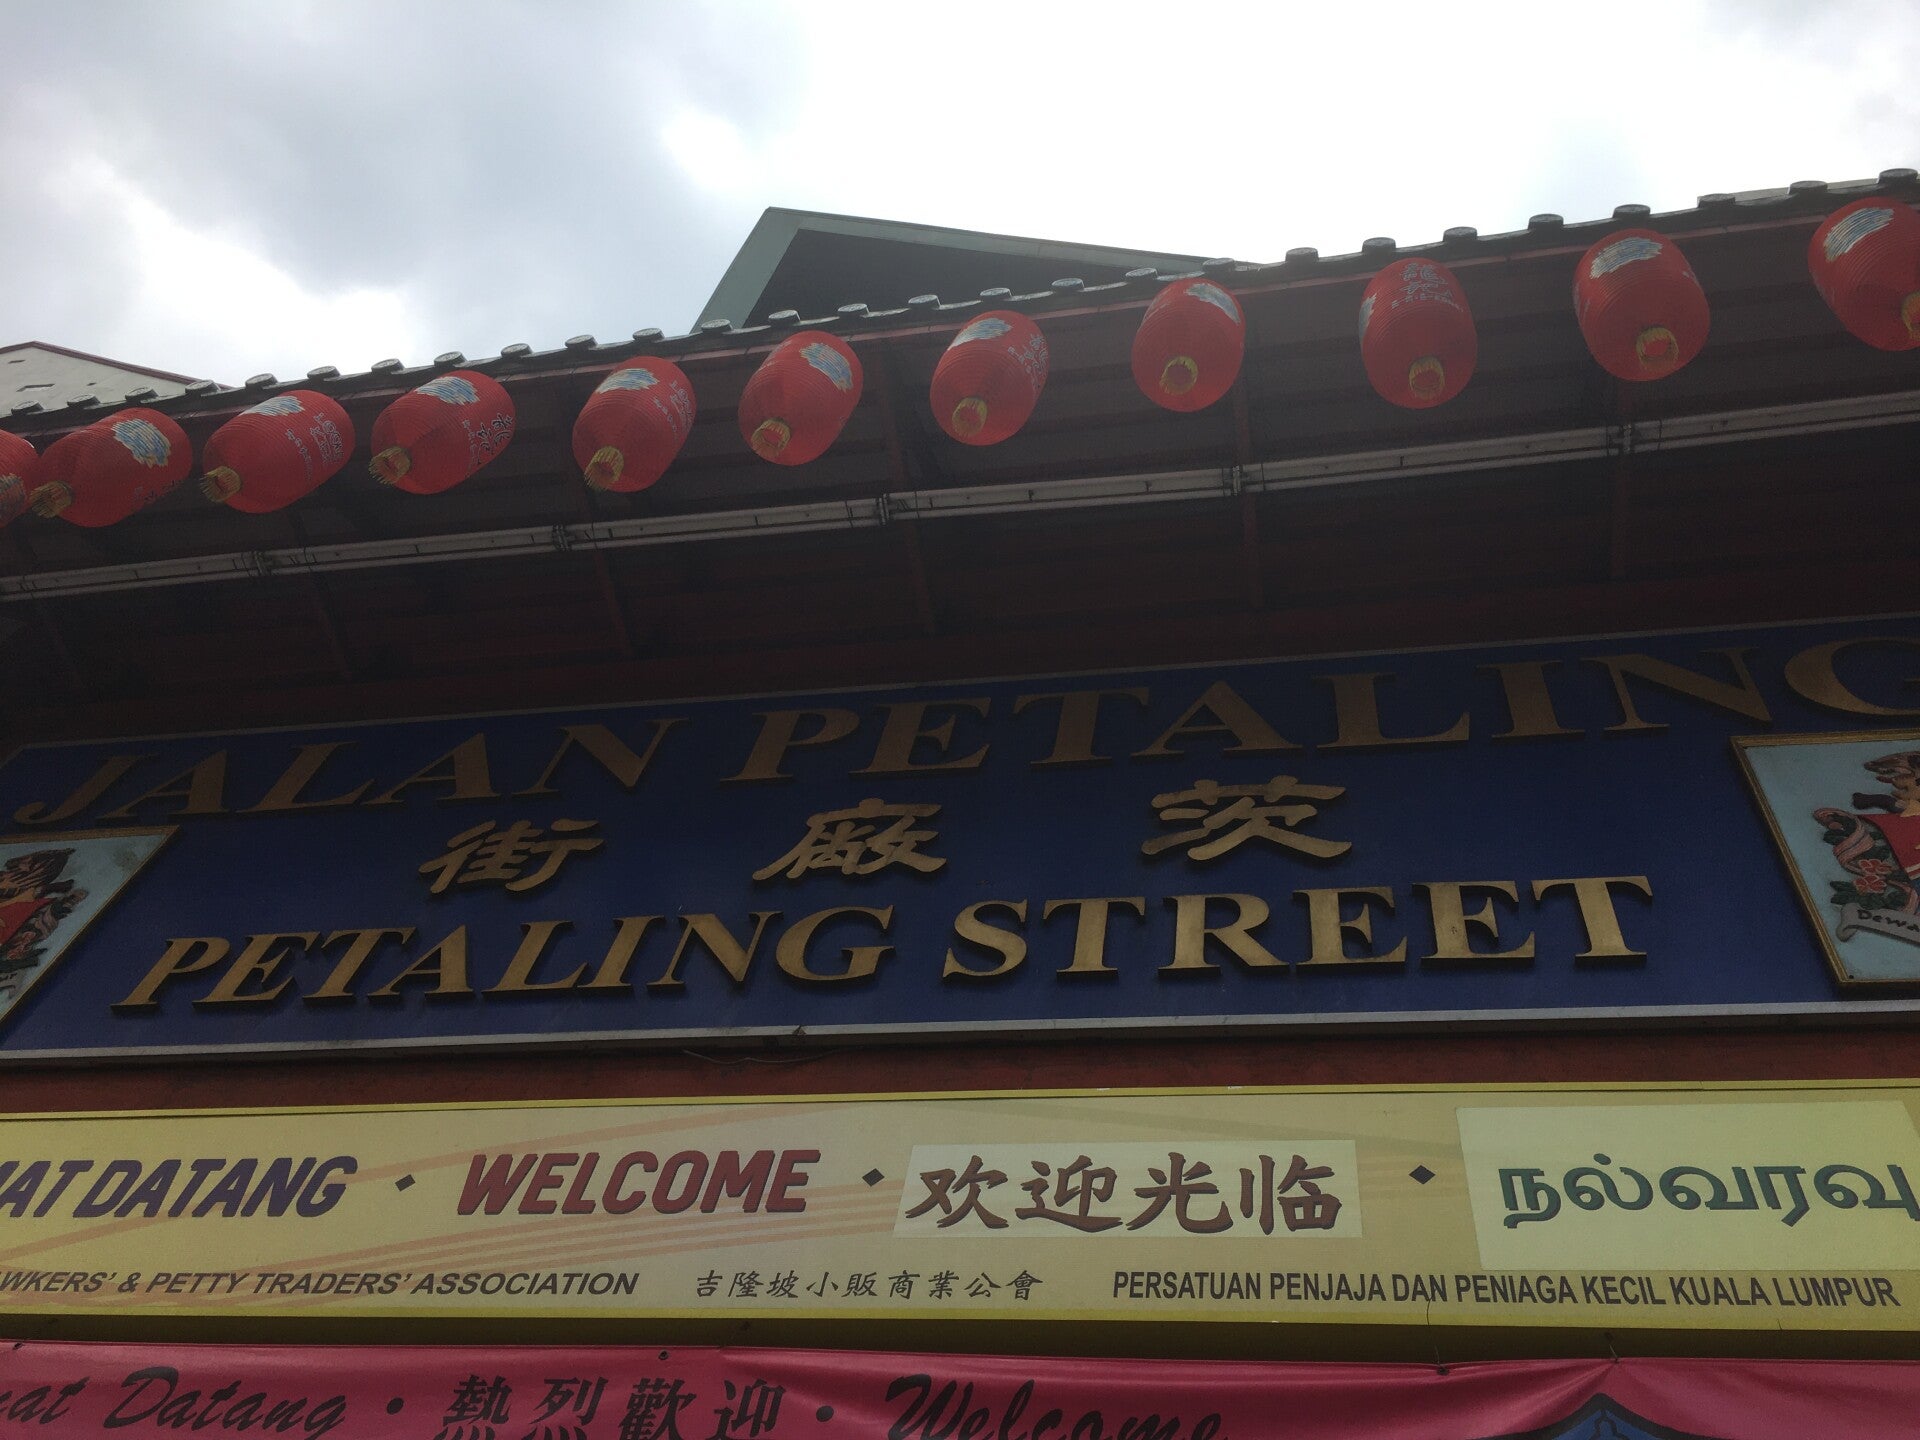 JALAN PETALING
街 廠 茨
PETALING STREET
AT DATANG · WELCOME · 欢迎光临 · நல்வரவு
WKERS' & PETTY TRADERS' ASSOCIATION 吉隆坡小販商業公會 PERSATUAN PENJAJA DAN PENIAGA KECIL KUALA LUMPUR
at Datang · 熱烈歡迎 · Welcome